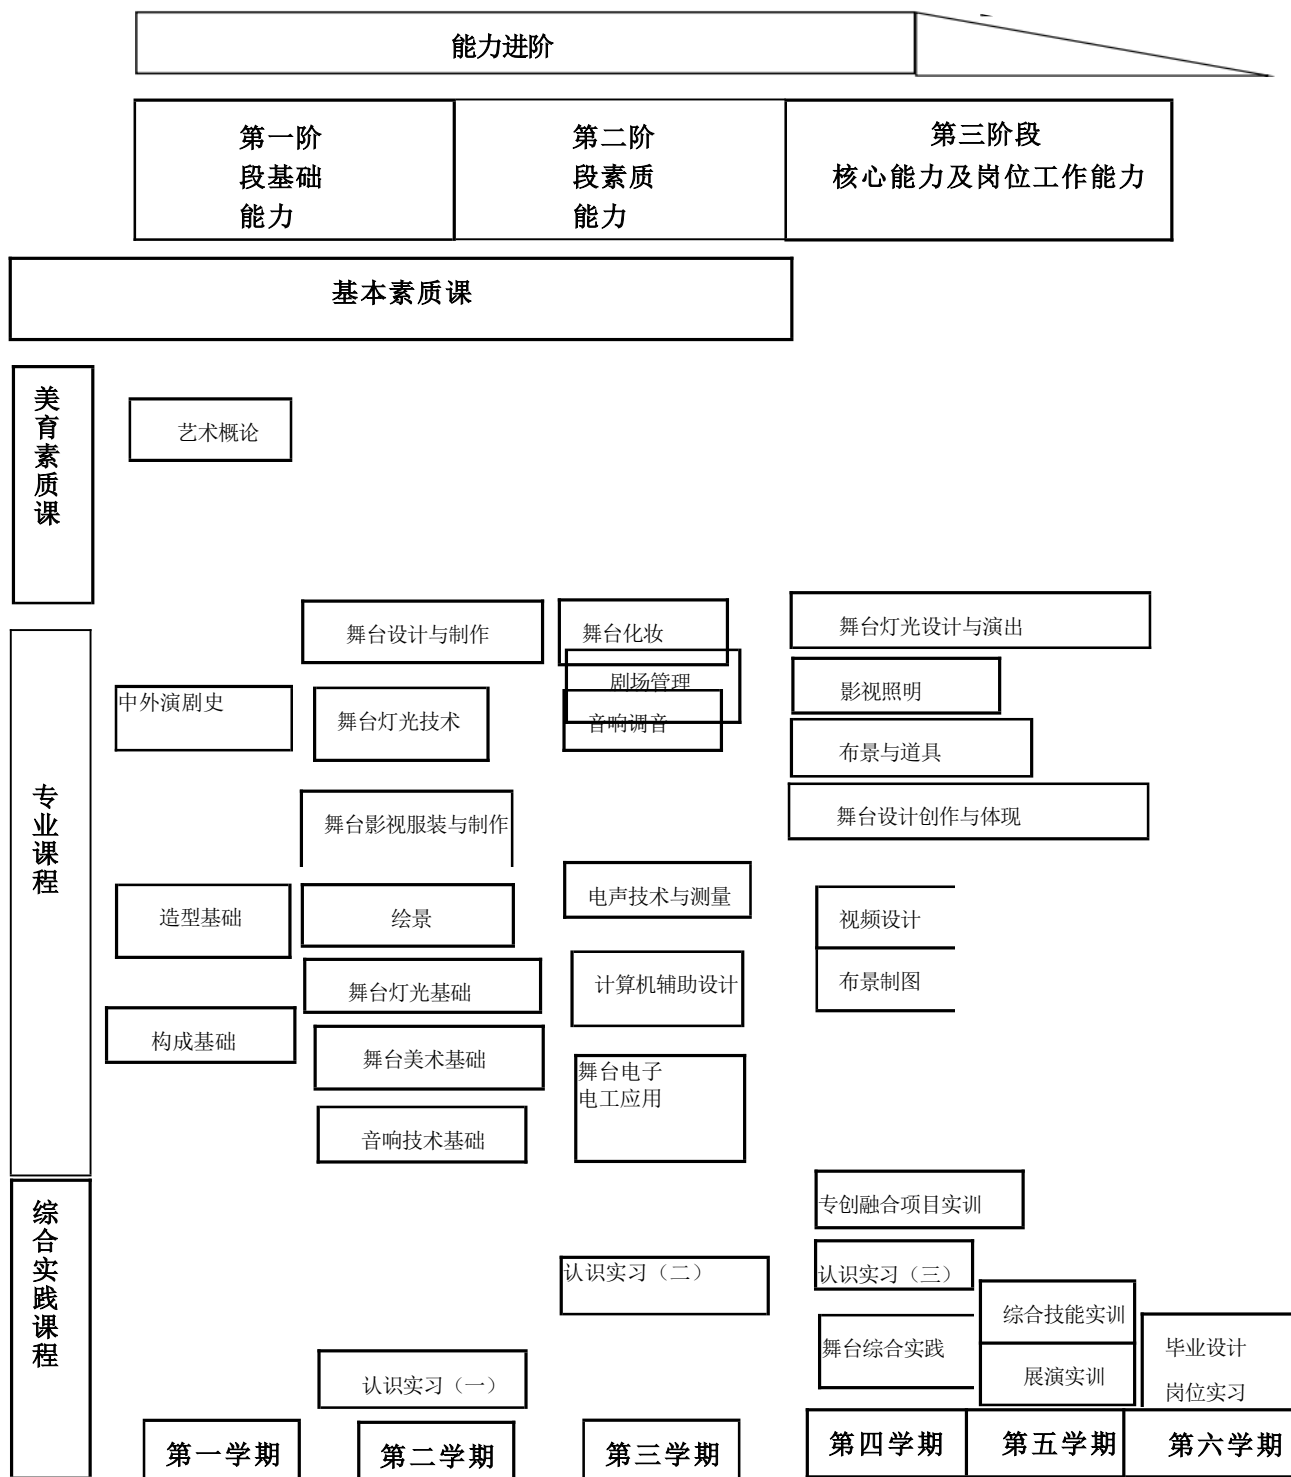 能力进阶
第一阶
段基础
能力
第二阶
段素质
能力
第三阶段
核心能力及岗位工作能力
基本素质课
美育素质课
艺术概论
专业课程
舞台设计与制作
舞台化妆
舞台灯光设计与演出
剧场管理
影视照明
中外演剧史
舞台灯光技术
音响调音
布景与道具
舞台影视服装与制作
舞台设计创作与体现
电声技术与测量
造型基础
绘景
视频设计
舞台灯光基础
计算机辅助设计
布景制图
构成基础
舞台美术基础
舞台电子
电工应用
音响技术基础
综合实践课程
专创融合项目实训
认识实习（二）
认识实习（三）
综合技能实训
舞台综合实践
毕业设计
认识实习（一）
展演实训
岗位实习
第一学期
第二学期
第三学期
第四学期
第五学期
第六学期